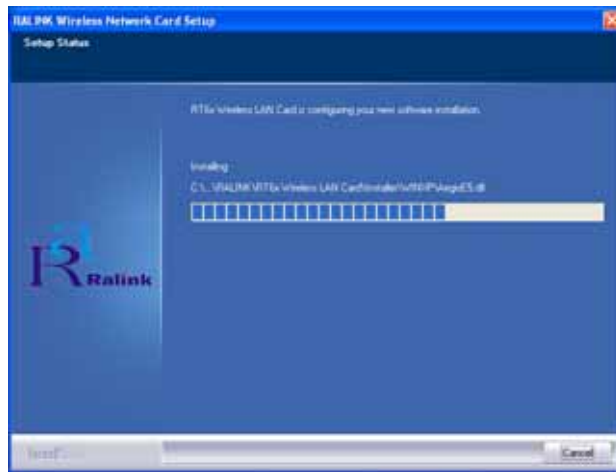 RALINK Wireless Network Card Setup
Setup Status
RT6x Wireless LAN Card is configuring your new software installation.
Installing
C:\...\RALINK\RT6x Wireless LAN Card\Installer\WINXP\AegisE5.dll
Ralink
Cancel